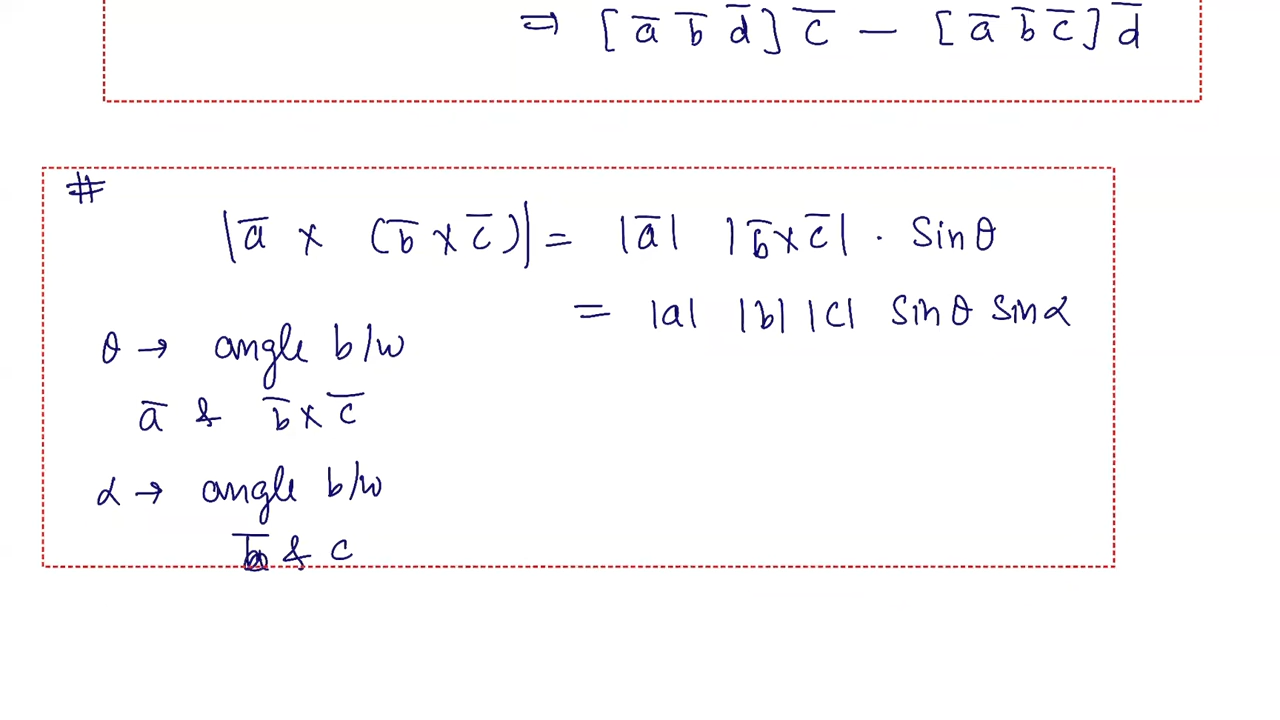 ⇒ [a̅ b̅ d̅] c̅ — [a̅ b̅ c̅] d̅
#
|a̅ × (b̅ × c̅)| = |a̅| |b̅ × c̅| . Sinθ
= |a| |b| |c| Sinθ Sinα
θ → angle b/w
a̅ & b̅ × c̅
α → angle b/w
b̅ & c